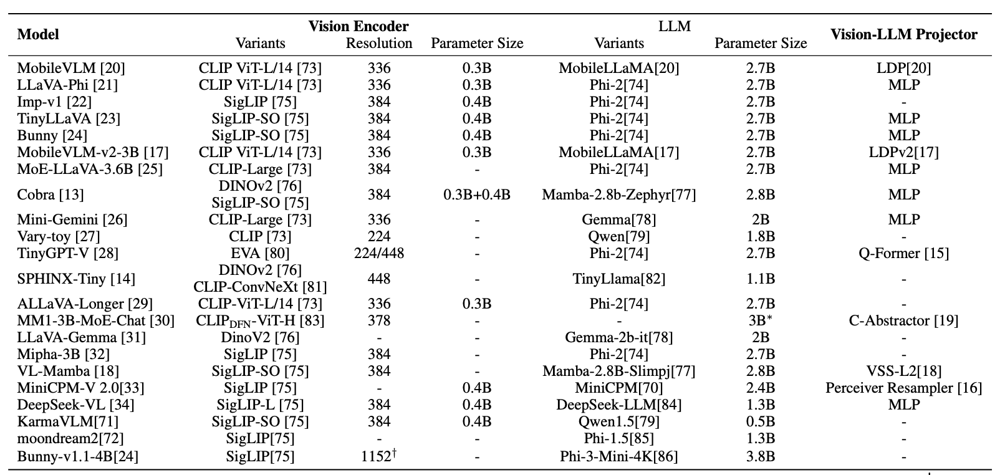 Model Vision Encoder LLM Vision-LLM Projector
Variants Resolution Parameter Size Variants Parameter Size
MobileVLM [20] CLIP ViT-L/14 [73] 336 0.3B MobileLLaMA[20] 2.7B LDP[20]
LLaVA-Phi [21] CLIP ViT-L/14 [73] 336 0.3B Phi-2[74] 2.7B MLP
Imp-v1 [22] SigLIP [75] 384 0.4B Phi-2[74] 2.7B -
TinyLLaVA [23] SigLIP-SO [75] 384 0.4B Phi-2[74] 2.7B MLP
Bunny [24] SigLIP-SO [75] 384 0.4B Phi-2[74] 2.7B MLP
MobileVLM-v2-3B [17] CLIP ViT-L/14 [73] 336 0.3B MobileLLaMA[17] 2.7B LDPv2[17]
MoE-LLaVA-3.6B [25] CLIP-Large [73] 384 - Phi-2[74] 2.7B MLP
DINOv2 [76]
Cobra [13] 384 0.3B+0.4B Mamba-2.8b-Zephyr[77] 2.8B MLP
SigLIP-SO [75]
Mini-Gemini [26] CLIP-Large [73] 336 - Gemma[78] 2B MLP
Vary-toy [27] CLIP [73] 224 - Qwen[79] 1.8B -
TinyGPT-V [28] EVA [80] 224/448 - Phi-2[74] 2.7B Q-Former [15]
DINOv2 [76]
SPHINX-Tiny [14] 448 - TinyLlama[82] 1.1B -
CLIP-ConvNeXt [81]
ALLaVA-Longer [29] CLIP-ViT-L/14 [73] 336 0.3B Phi-2[74] 2.7B -
MM1-3B-MoE-Chat [30] CLIPDFN-ViT-H [83] 378 - - 3B* C-Abstractor [19]
LLaVA-Gemma [31] DinoV2 [76] - - Gemma-2b-it[78] 2B -
Mipha-3B [32] SigLIP [75] 384 - Phi-2[74] 2.7B -
VL-Mamba [18] SigLIP-SO [75] 384 - Mamba-2.8B-Slimpj[77] 2.8B VSS-L2[18]
MiniCPM-V 2.0[33] SigLIP [75] - 0.4B MiniCPM[70] 2.4B Perceiver Resampler [16]
DeepSeek-VL [34] SigLIP-L [75] 384 0.4B DeepSeek-LLM[84] 1.3B MLP
KarmaVLM[71] SigLIP-SO [75] 384 0.4B Qwen1.5[79] 0.5B -
moondream2[72] SigLIP[75] - - Phi-1.5[85] 1.3B -
Bunny-v1.1-4B[24] SigLIP[75] 1152† - Phi-3-Mini-4K[86] 3.8B -